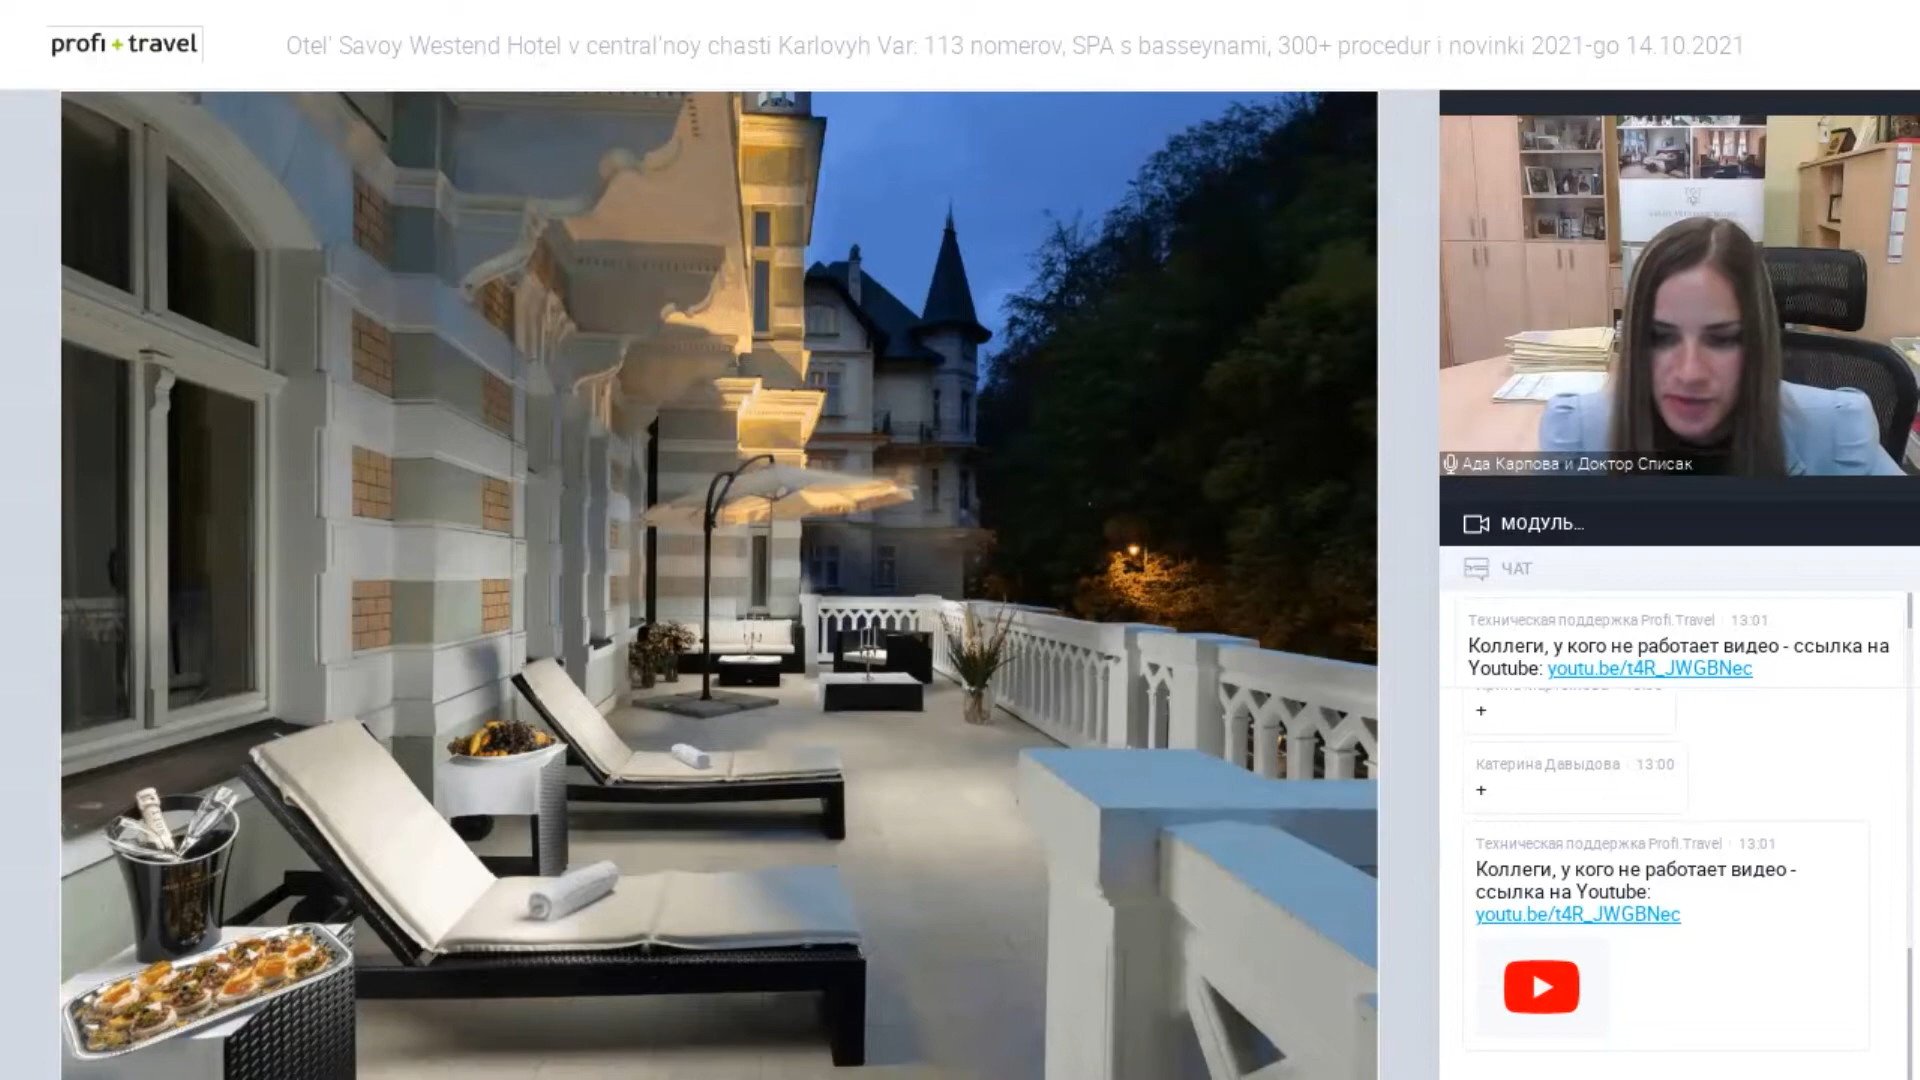 profi + travel
Otel' Savoy Westend Hotel v central'noy chasti Karlovyh Var: 113 nomerov, SPA s basseynami, 300+ procedur i novinki 2021-go 14.10.2021
Ада Карпова и Доктор Списак
МОДУЛЬ...
ЧАТ
Техническая поддержка Profi.Travel 13:01
Коллеги, у кого не работает видео - ссылка на
Youtube: youtu.be/t4R_JWGBNec
+
Катерина Давыдова 13:00
+
Техническая поддержка Profi.Travel 13:01
Коллеги, у кого не работает видео -
ссылка на Youtube:
youtu.be/t4R_JWGBNec